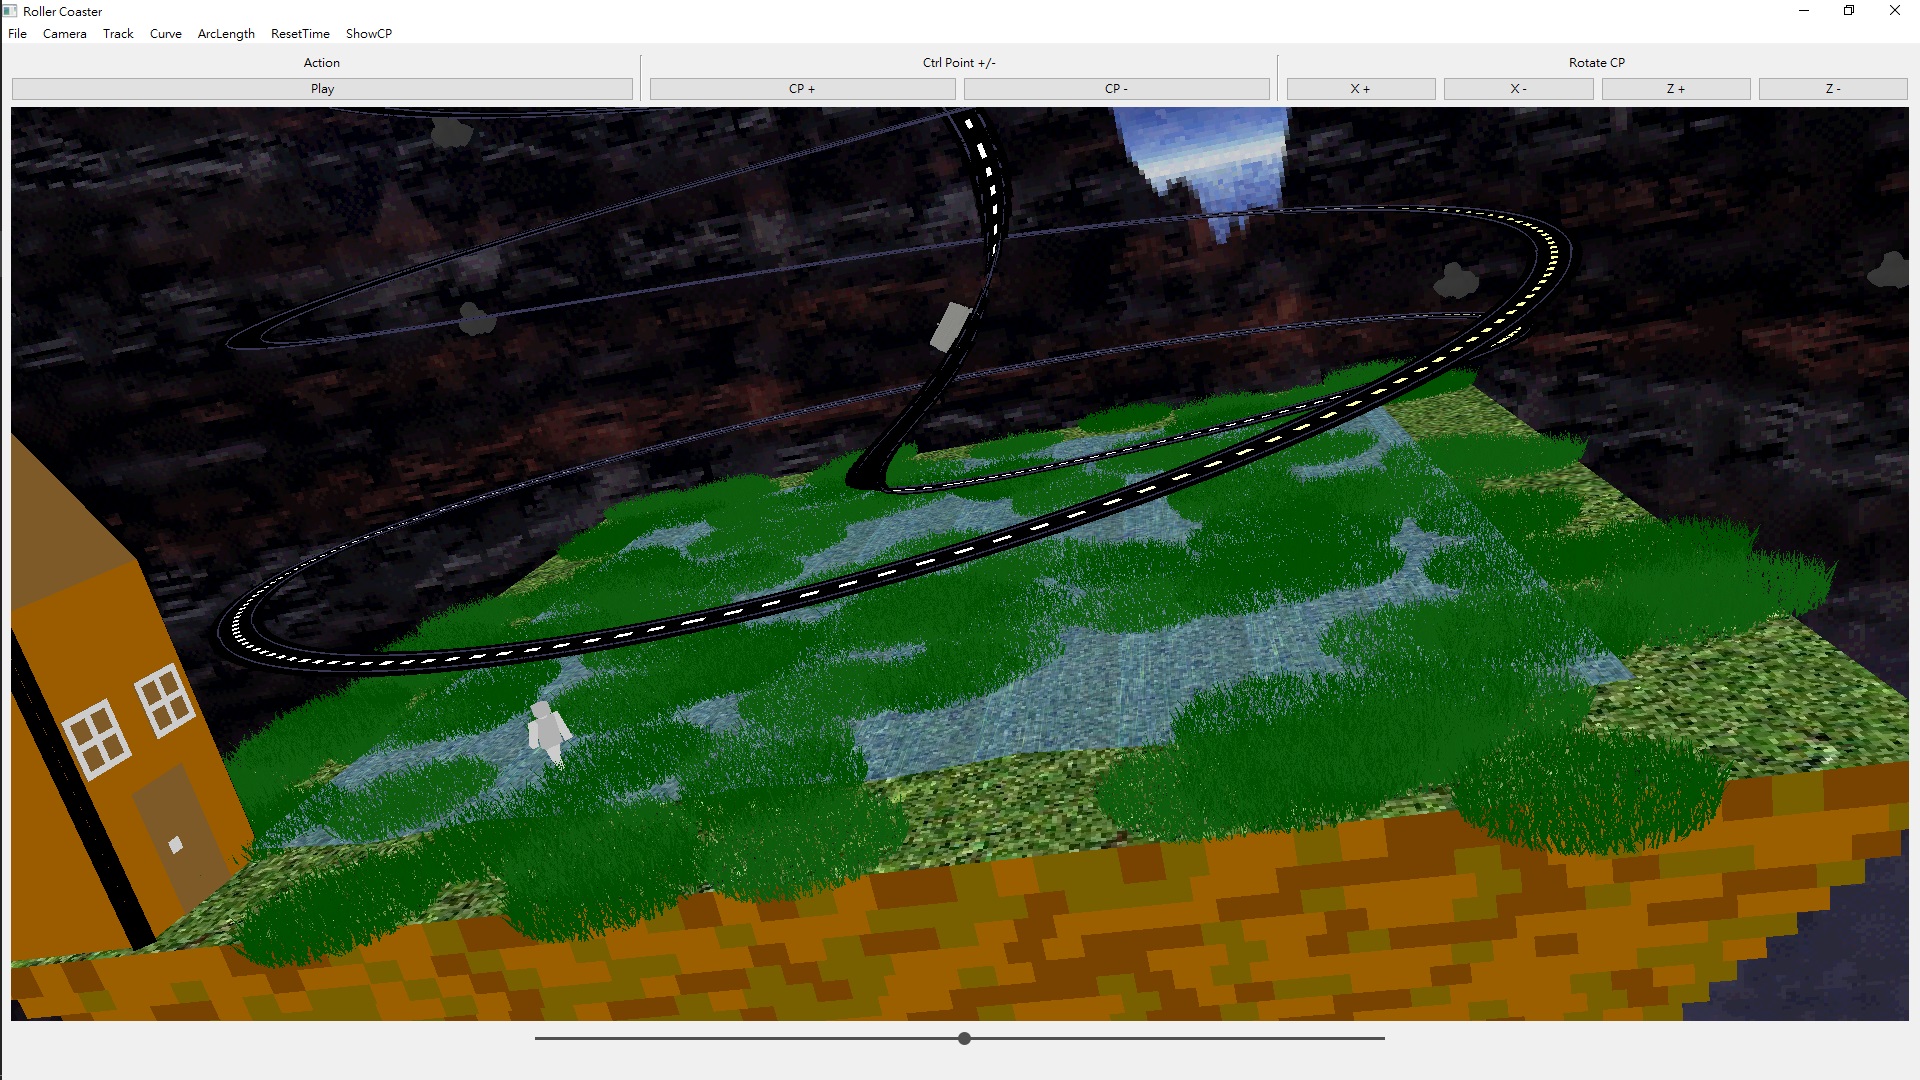 Roller Coaster
File Camera Track Curve ArcLength ResetTime ShowCP
Action Ctrl Point +/- Rotate CP
Play CP + CP - X + X - Z + Z -